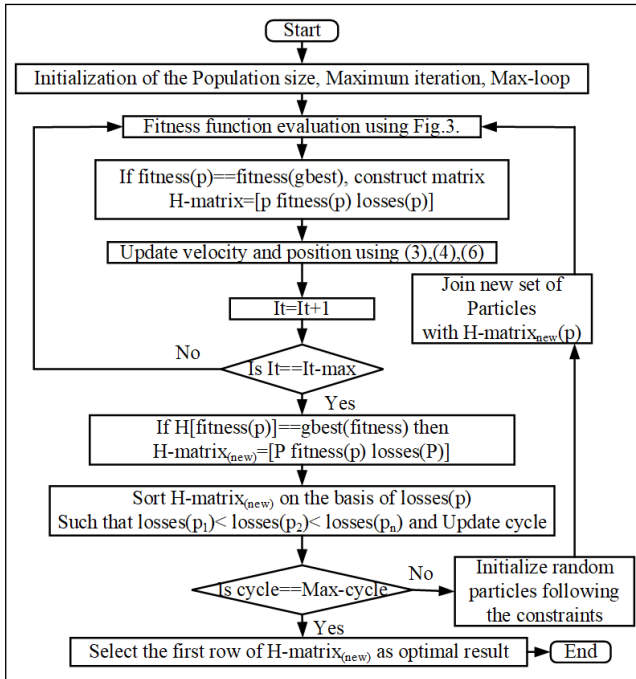 Start
Initialization of the Population size, Maximum iteration, Max-loop
Fitness function evaluation using Fig.3.
If fitness(p)==fitness(gbest), construct matrix
H-matrix=[p fitness(p) losses(p)]
Update velocity and position using (3),(4),(6)
It=It+1
Is It==It-max
No
Yes
If H[fitness(p)]==gbest(fitness) then
H-matrix(new)=[P fitness(p) losses(P)]
Sort H-matrix(new) on the basis of losses(p)
Such that losses(p1)< losses(p2)< losses(pn) and Update cycle
Is cycle==Max-cycle
No
Initialize random
particles following
the constraints
Join new set of
Particles
with H-matrixnew(p)
Yes
Select the first row of H-matrix(new) as optimal result
End